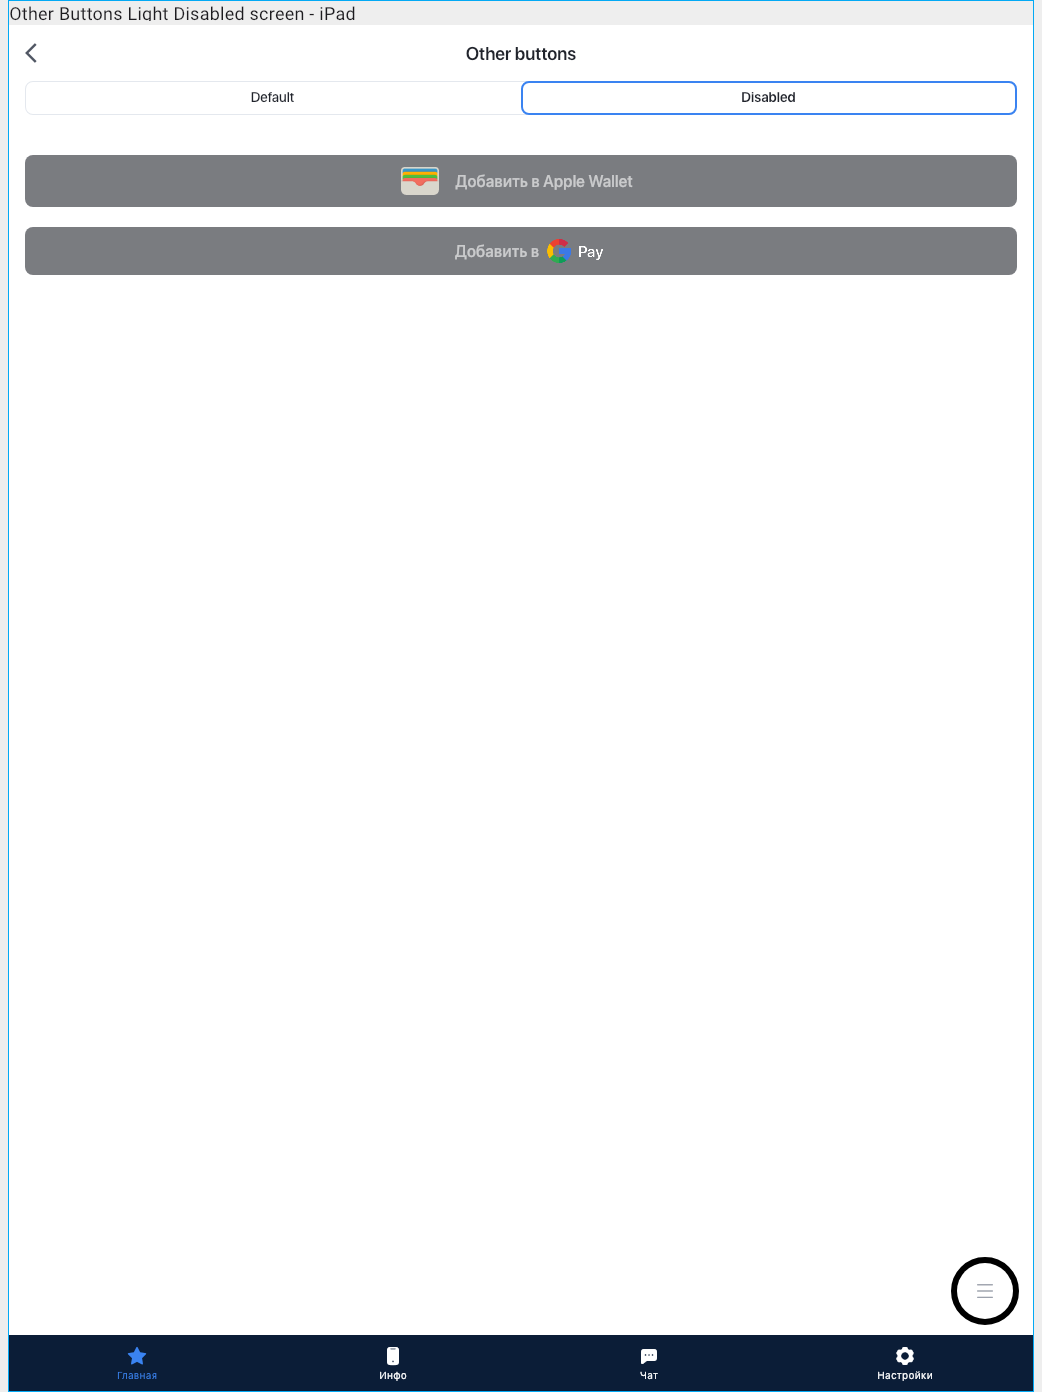 Other Buttons Light Disabled screen - iPad
Other buttons
Default
Disabled
Добавить в Apple Wallet
Добавить в G Pay
Главная
Инфо
Чат
Настройки